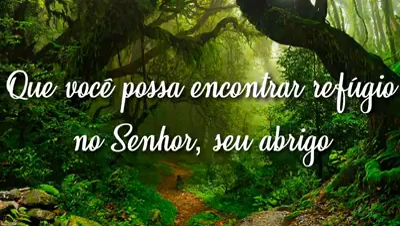 Que você possa encontrar refúgio
no Senhor, seu abrigo